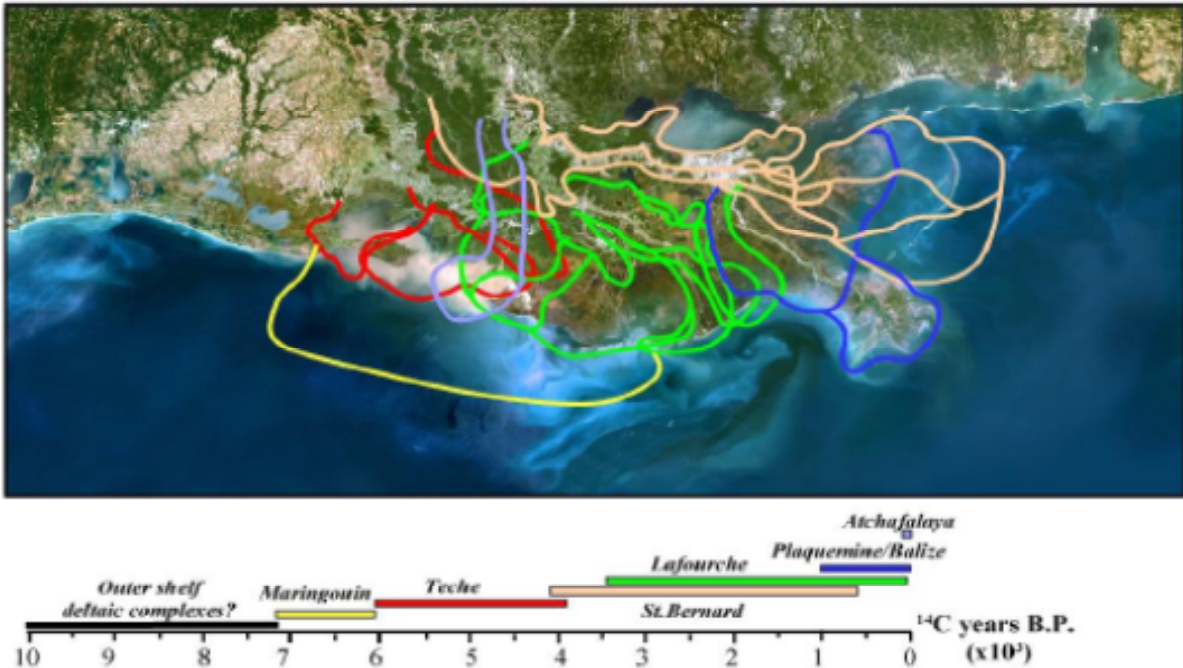 Atchafalaya
Plaquemine/Balize
Lafourche
Outer shelf
deltaic complexes?
Maringouin
Teche
St.Bernard
¹⁴C years B.P.
(x10³)
10 9 8 7 6 5 4 3 2 1 0